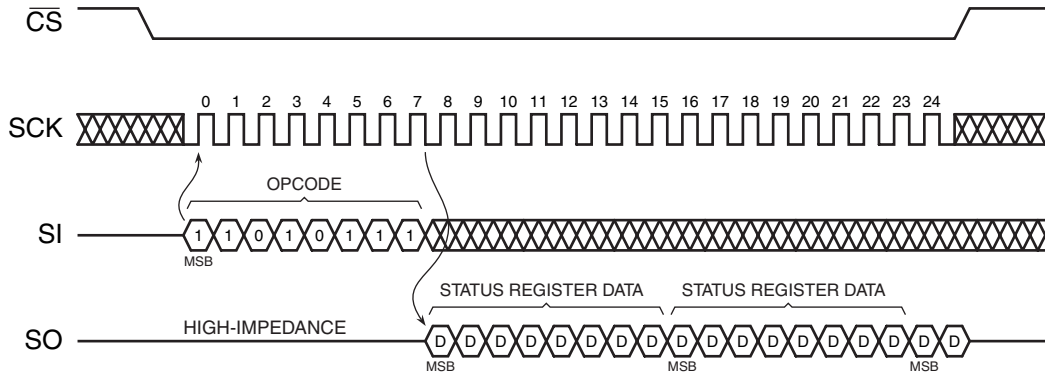 CS
0 1 2 3 4 5 6 7 8 9 10 11 12 13 14 15 16 17 18 19 20 21 22 23 24
SCK
OPCODE
SI 1 1 0 1 0 1 1 1
MSB
STATUS REGISTER DATA STATUS REGISTER DATA
HIGH-IMPEDANCE
SO D D D D D D D D D D D D D D D D D D
MSB MSB MSB